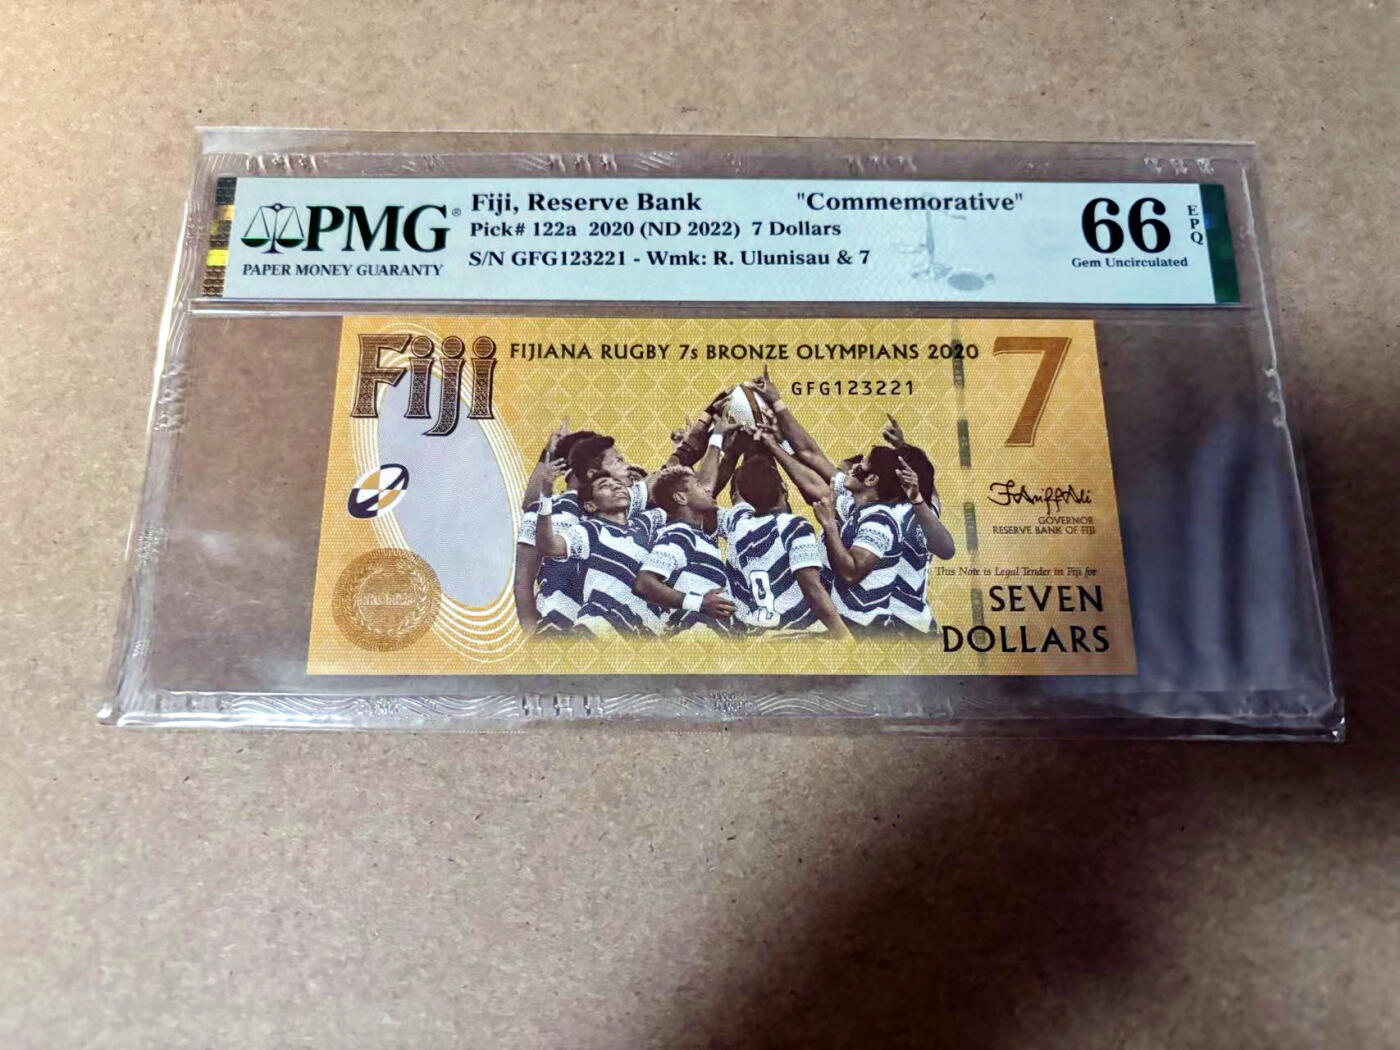 PMG®
PAPER MONEY GUARANTY
Fiji, Reserve Bank "Commemorative"
Pick# 122a 2020 (ND 2022) 7 Dollars
S/N GFG123221 - Wmk: R. Ulunisau & 7
66
EPQ
Gem Uncirculated
Fiji
FIJIANA RUGBY 7s BRONZE OLYMPIANS 2020
7
GFG123221
GOVERNOR
RESERVE BANK OF FIJI
This Note is Legal Tender in Fiji for
SEVEN
DOLLARS
BRONZE
9